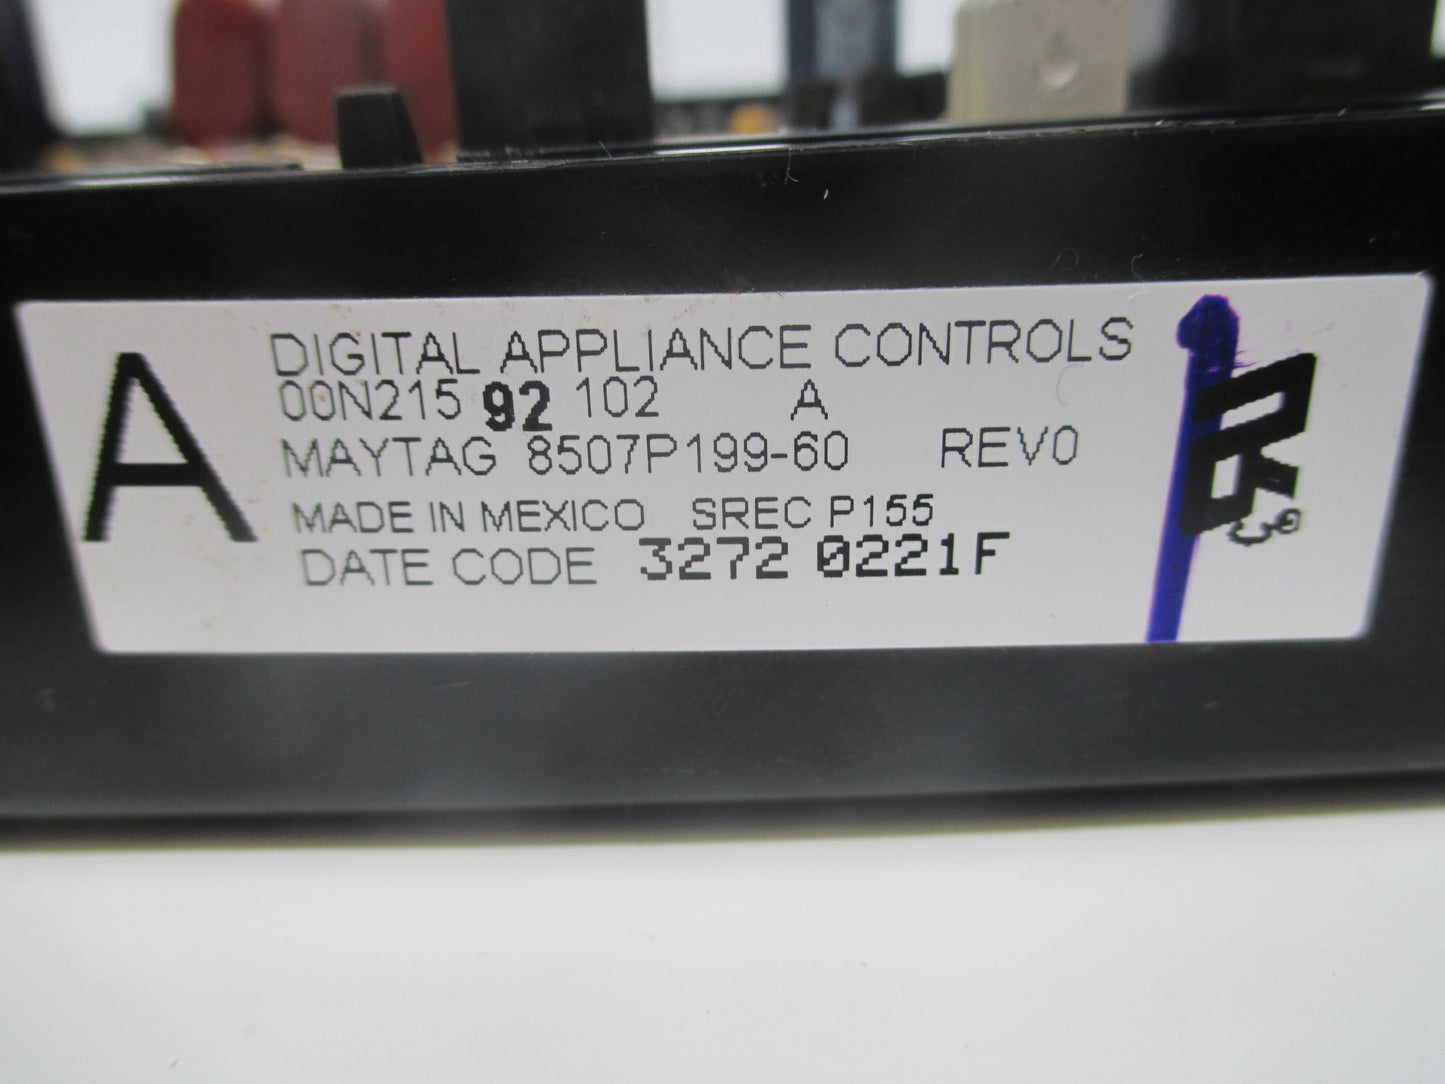 A
DIGITAL APPLIANCE CONTROLS
00N215 92 102 A
MAYTAG 8507P199-60 REV0
MADE IN MEXICO SREC P155
DATE CODE 3272 0221F